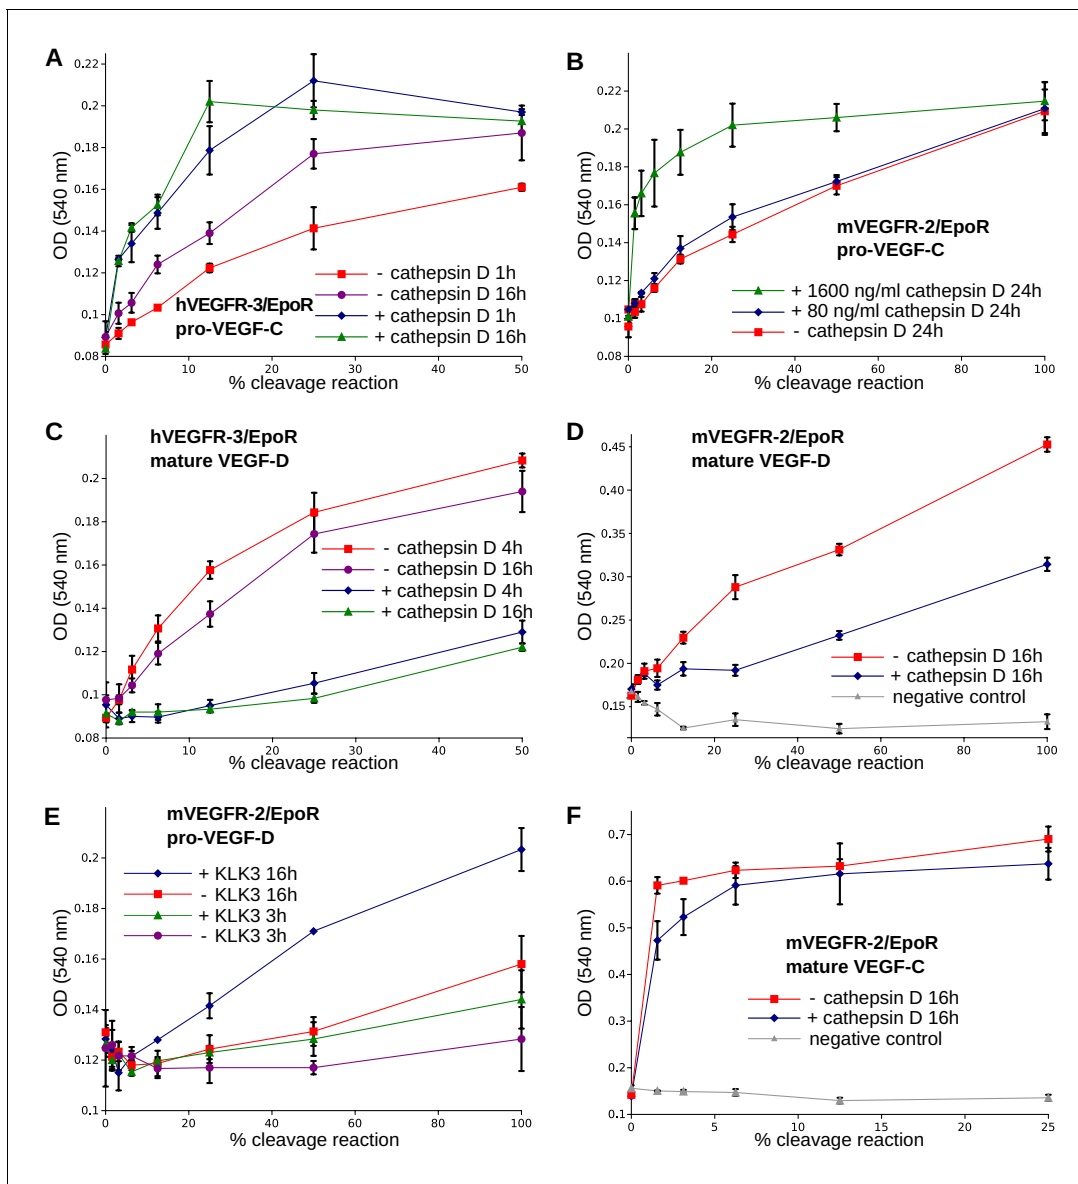 A
OD (540 nm)
0.22
0.2
0.18
0.16
0.14
0.12
0.1
0.08
hVEGFR-3/EpoR
pro-VEGF-C
- cathepsin D 1h
- cathepsin D 16h
+ cathepsin D 1h
+ cathepsin D 16h
0 10 20 30 40 50
% cleavage reaction
B
OD (540 nm)
0.22
0.2
0.18
0.16
0.14
0.12
0.1
0.08
mVEGFR-2/EpoR
pro-VEGF-C
+ 1600 ng/ml cathepsin D 24h
+ 80 ng/ml cathepsin D 24h
- cathepsin D 24h
0 20 40 60 80 100
% cleavage reaction
C
hVEGFR-3/EpoR
mature VEGF-D
OD (540 nm)
0.2
0.18
0.16
0.14
0.12
0.1
0.08
- cathepsin D 4h
- cathepsin D 16h
+ cathepsin D 4h
+ cathepsin D 16h
0 10 20 30 40 50
% cleavage reaction
D
mVEGFR-2/EpoR
mature VEGF-D
OD (540 nm)
0.45
0.40
0.35
0.30
0.25
0.20
0.15
- cathepsin D 16h
+ cathepsin D 16h
negative control
0 20 40 60 80 100
% cleavage reaction
E
mVEGFR-2/EpoR
pro-VEGF-D
OD (540 nm)
0.2
0.18
0.16
0.14
0.12
0.1
+ KLK3 16h
- KLK3 16h
+ KLK3 3h
- KLK3 3h
0 20 40 60 80 100
% cleavage reaction
F
OD (540 nm)
0.7
0.6
0.5
0.4
0.3
0.2
0.1
mVEGFR-2/EpoR
mature VEGF-C
- cathepsin D 16h
+ cathepsin D 16h
negative control
0 5 10 15 20 25
% cleavage reaction